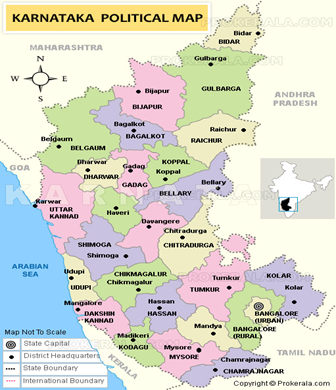 KARNATAKA POLITICAL MAP
PROKERALA.COM
MAHARASHTRA
Bidar
BIDAR
Gulbarga
GULBARGA
ANDHRA
PRADESH
Bijapur
BIJAPUR
Bagalkot
BAGALKOT
Raichur
RAICHUR
Belgaum
BELGAUM
GOA
Dharwar
DHARWAR
Gadag
GADAG
KOPPAL
Koppal
Bellary
BELLARY
Karwar
UTTAR
KANNAD
Haveri
Davangere
Chitradurga
CHITRADURGA
SHIMOGA
Shimoga
ARABIAN
SEA
Udupi
UDUPI
CHIKMAGALUR
Chikmagalur
Tumkur
TUMKUR
KOLAR
Kolar
Mangalore
DAKSHIN
KANNAD
Hassan
HASSAN
BANGALORE
(URBAN)
BANGALORE
(RURAL)
Mandya
Madikeri
KODAGU
Mysore
MYSORE
Chamrajnagar
CHAMRAJNAGAR
KERALA
TAMIL NADU
Map Not To Scale
State Capital
District Headquarters
State Boundary
International Boundary
Copyright © Prokerala.com